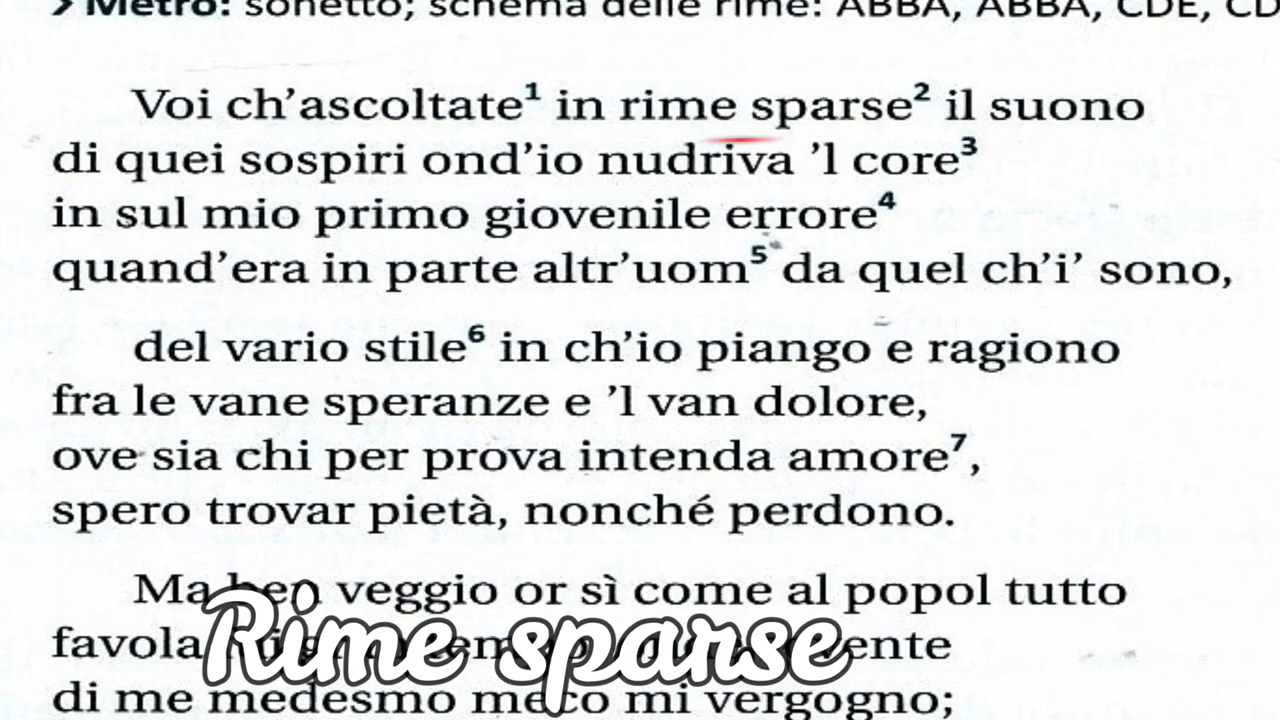 > Metro: sonetto; schema delle rime: ABBA, ABBA, CDE, CD
Voi ch’ascoltate¹ in rime sparse² il suono
di quei sospiri ond’io nudriva ’l core³
in sul mio primo giovenile errore⁴
quand’era in parte altr’uom⁵ da quel ch’i’ sono,
del vario stile⁶ in ch’io piango e ragiono
fra le vane speranze e ’l van dolore,
ove sia chi per prova intenda amore⁷,
spero trovar pietà, nonché perdono.
Ma ben veggio or sì come al popol tutto
favola
di me medesmo meco mi vergogno;
Rime sparse